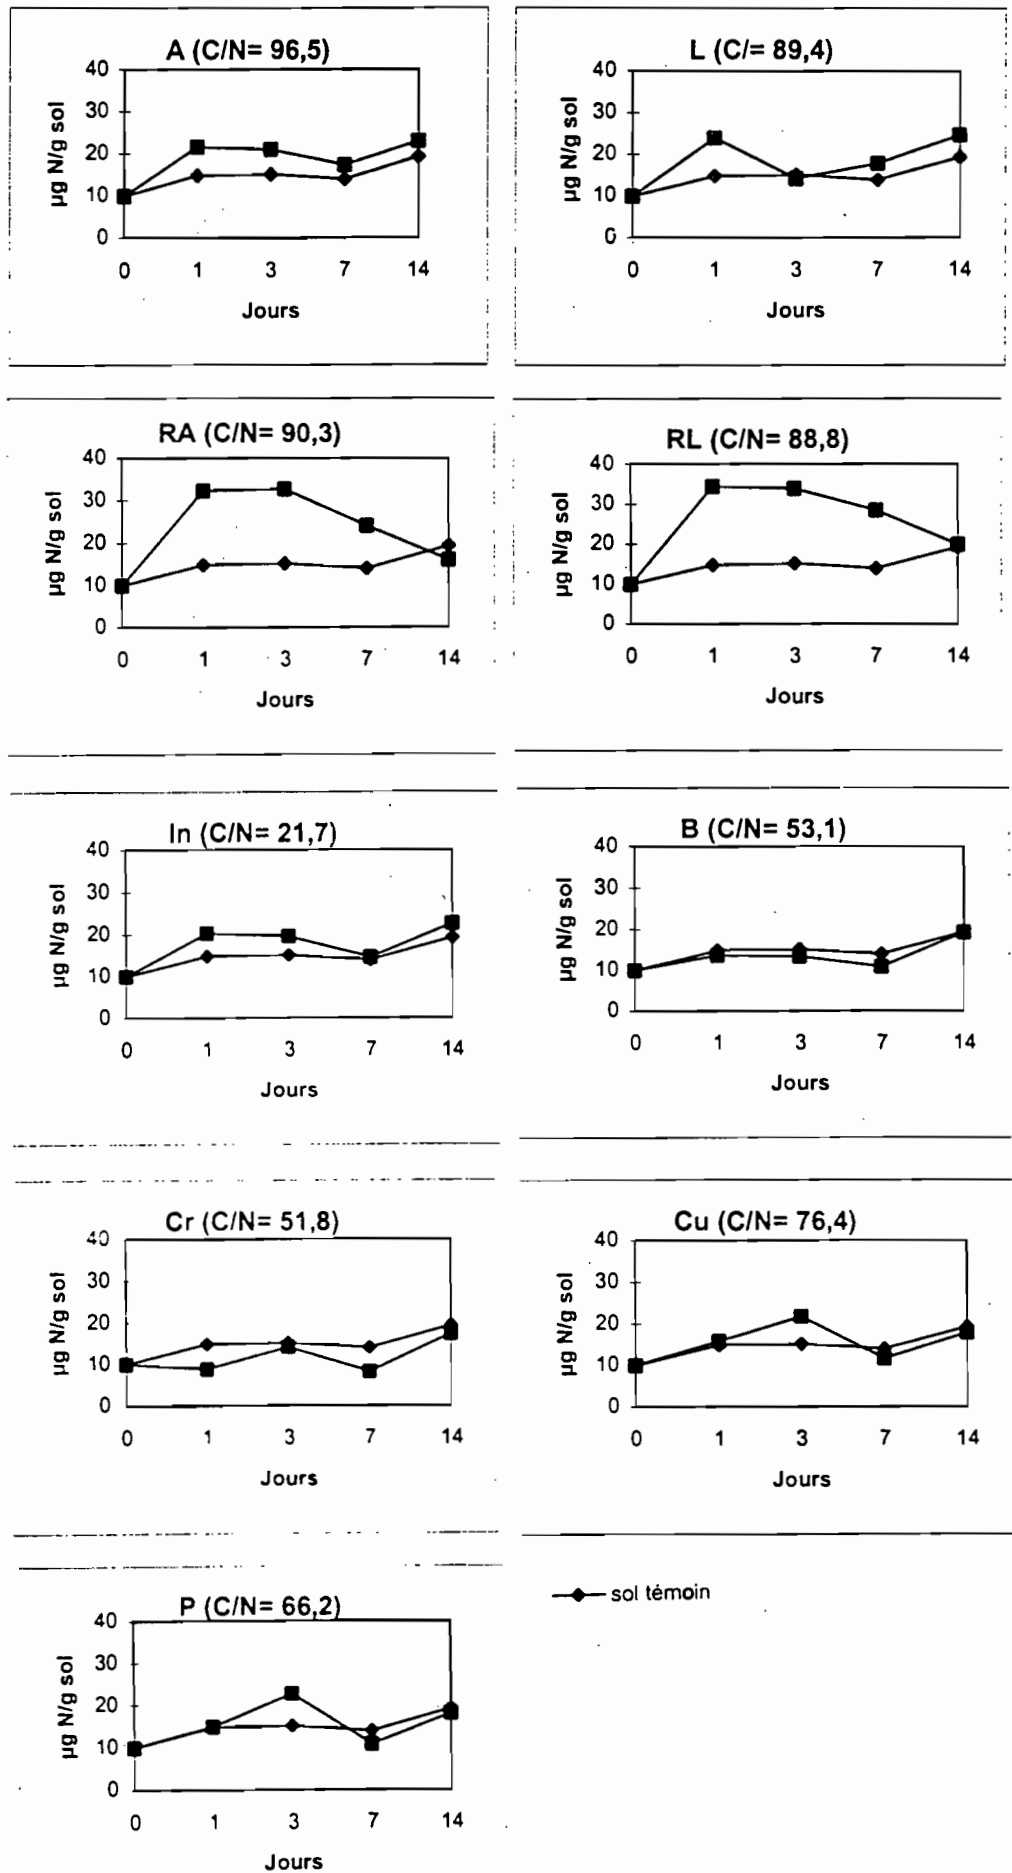 A (C/N= 96,5)
40
30
20
10
0
µg N/g sol
0 1 3 7 14
Jours
L (C/= 89,4)
40
30
20
10
0
µg N/g sol
0 1 3 7 14
Jours
RA (C/N= 90,3)
40
30
20
10
0
µg N/g sol
0 1 3 7 14
Jours
RL (C/N= 88,8)
40
30
20
10
0
µg N/g sol
0 1 3 7 14
Jours
In (C/N= 21,7)
40
30
20
10
0
µg N/g sol
0 1 3 7 14
Jours
B (C/N= 53,1)
40
30
20
10
0
µg N/g sol
0 1 3 7 14
Jours
Cr (C/N= 51,8)
40
30
20
10
0
µg N/g sol
0 1 3 7 14
Jours
Cu (C/N= 76,4)
40
30
20
10
0
µg N/g sol
0 1 3 7 14
Jours
P (C/N= 66,2)
40
30
20
10
0
µg N/g sol
0 1 3 7 14
Jours
sol témoin